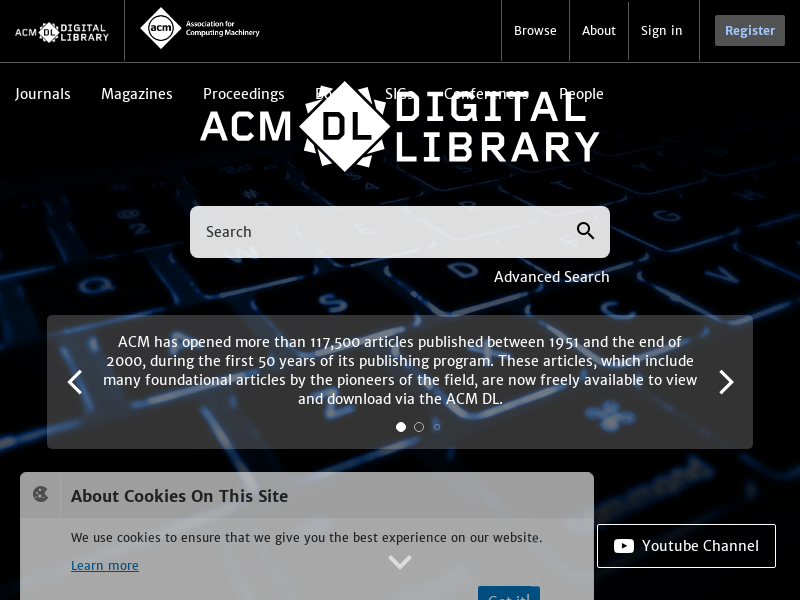 ACM DL DIGITAL LIBRARY
acm Association for Computing Machinery
Browse
About
Sign in
Register
Journals
Magazines
Proceedings
Books
SIGs
Conferences
People
ACM DL DIGITAL
LIBRARY
Search
Advanced Search
ACM has opened more than 117,500 articles published between 1951 and the end of
2000, during the first 50 years of its publishing program. These articles, which include
many foundational articles by the pioneers of the field, are now freely available to view
and download via the ACM DL.
About Cookies On This Site
We use cookies to ensure that we give you the best experience on our website.
Learn more
Got it!
Youtube Channel